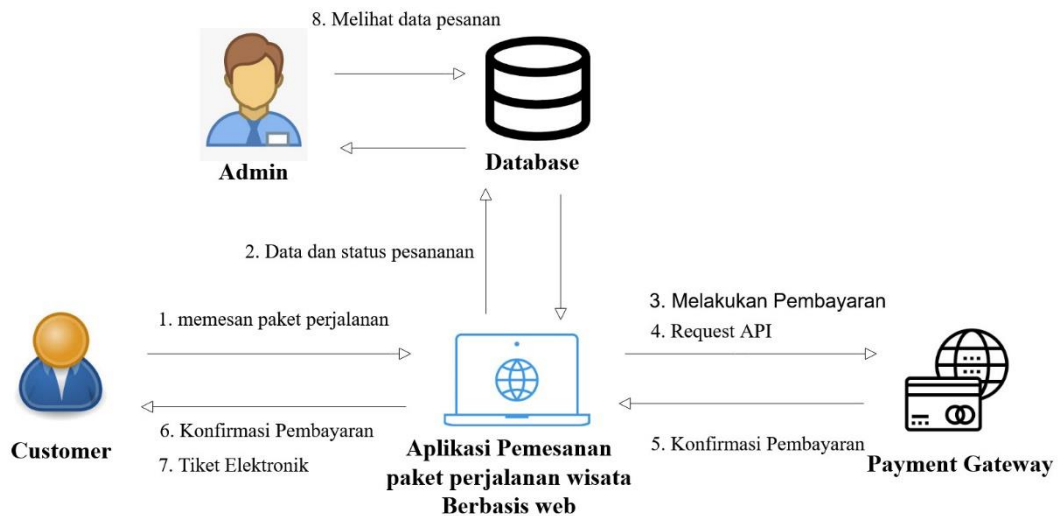 8. Melihat data pesanan
Admin
Database
2. Data dan status pesananan
1. memesan paket perjalanan
3. Melakukan Pembayaran
4. Request API
Customer
6. Konfirmasi Pembayaran
7. Tiket Elektronik
Aplikasi Pemesanan
paket perjalanan wisata
Berbasis web
5. Konfirmasi Pembayaran
Payment Gateway